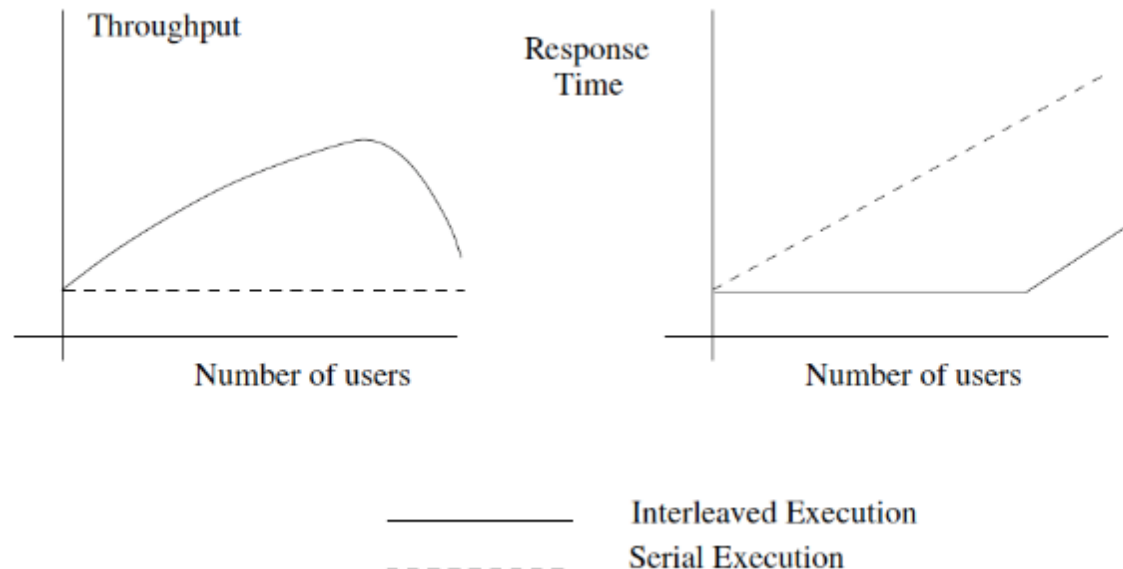 Throughput
Response
Time
Number of users
Number of users
Interleaved Execution
Serial Execution